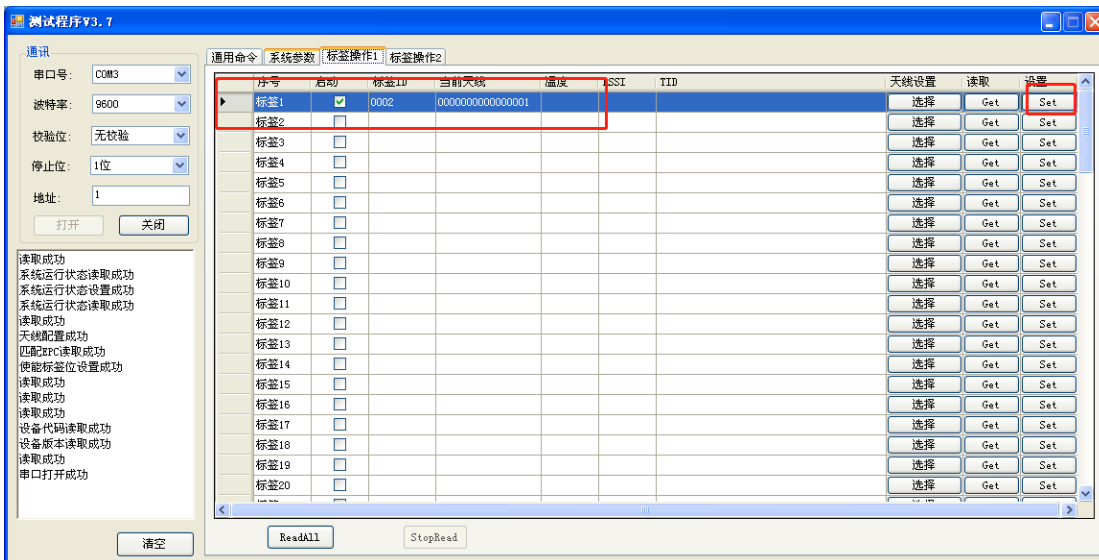 测试程序V3.7
通讯
串口号: COM3
波特率: 9600
校验位: 无校验
停止位: 1位
地址: 1
打开 关闭
读取成功
系统运行状态读取成功
系统运行状态设置成功
系统运行状态读取成功
读取成功
天线配置成功
匹配EPC读取成功
使能标签位设置成功
读取成功
读取成功
读取成功
设备代码读取成功
设备版本读取成功
读取成功
串口打开成功
清空
通用命令 系统参数 标签操作1 标签操作2
序号 启动 标签ID 当前天线 温度 RSSI TID 天线设置 读取 设置
标签1 0002 0000000000000001 选择 Get Set
标签2 选择 Get Set
标签3 选择 Get Set
标签4 选择 Get Set
标签5 选择 Get Set
标签6 选择 Get Set
标签7 选择 Get Set
标签8 选择 Get Set
标签9 选择 Get Set
标签10 选择 Get Set
标签11 选择 Get Set
标签12 选择 Get Set
标签13 选择 Get Set
标签14 选择 Get Set
标签15 选择 Get Set
标签16 选择 Get Set
标签17 选择 Get Set
标签18 选择 Get Set
标签19 选择 Get Set
标签20 选择 Get Set
ReadAll StopRead